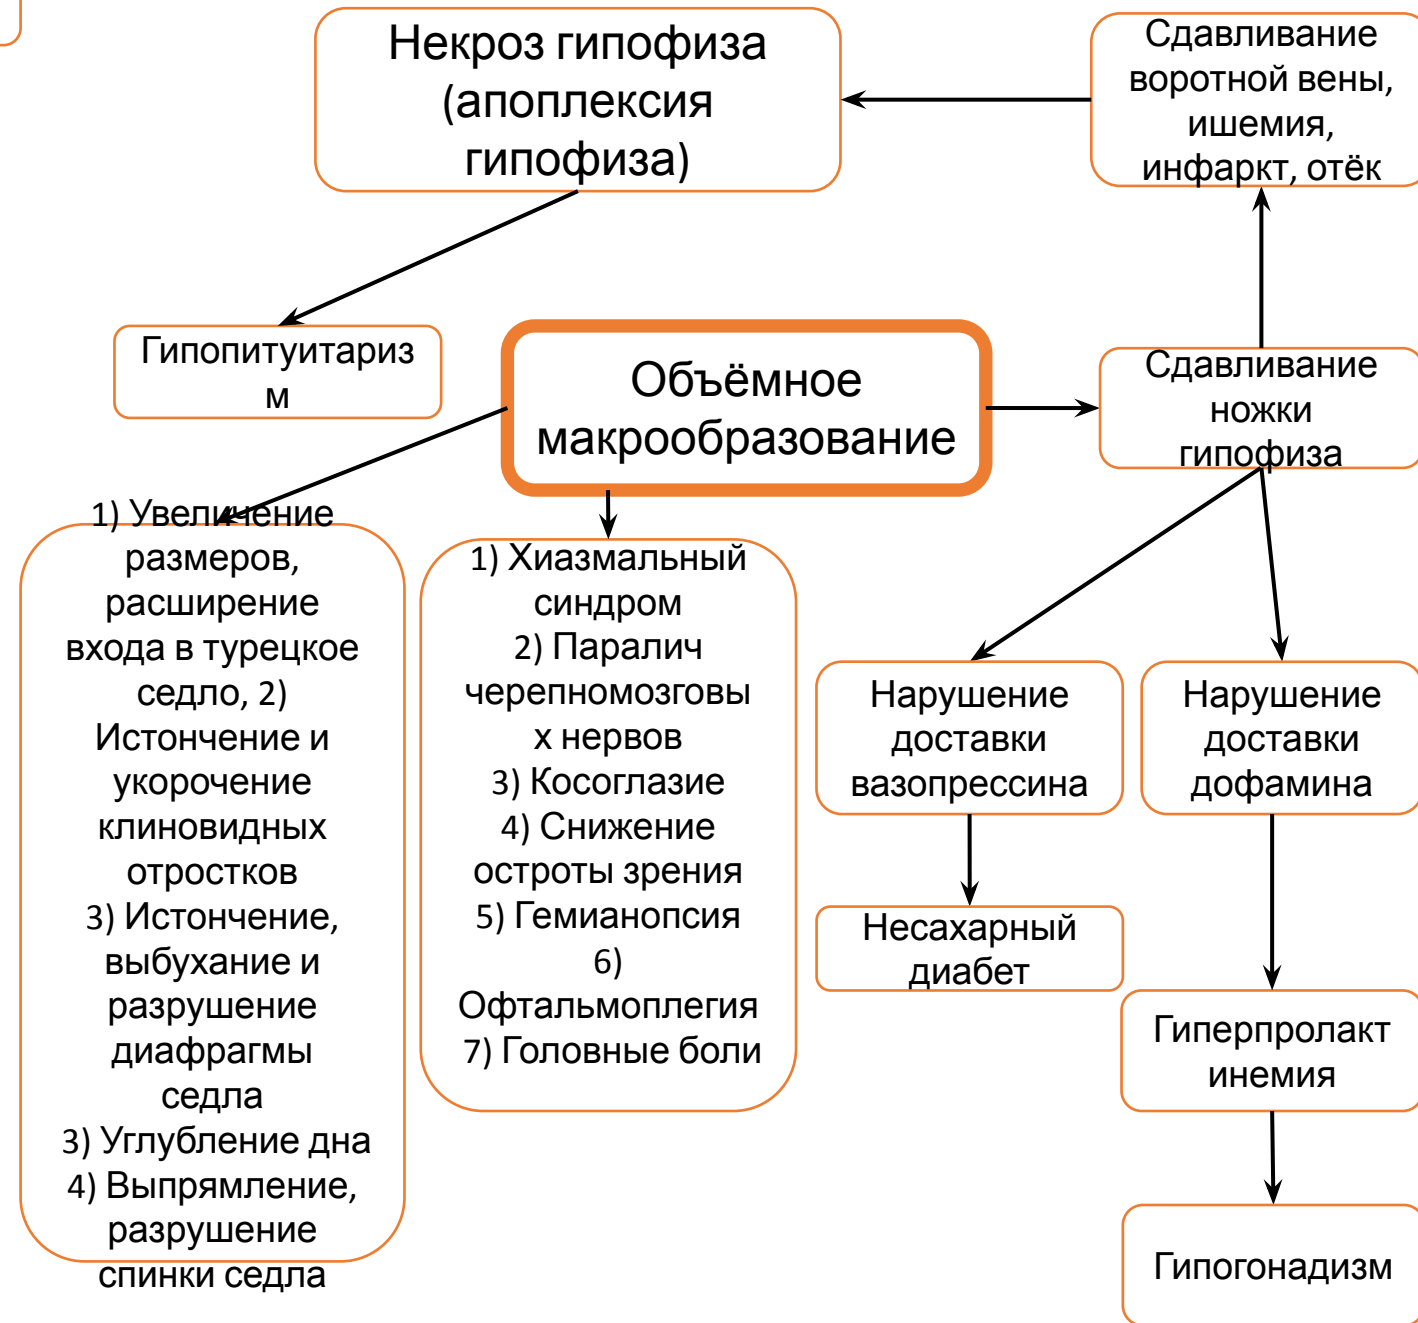 Некроз гипофиза
(апоплексия
гипофиза)
Сдавливание
воротной вены,
ишемия,
инфаркт, отёк
Гипопитуитариз
м
Объёмное
макрообразование
Сдавливание
ножки
гипофиза
1) Увеличение
размеров,
расширение
входа в турецкое
седло, 2)
Истончение и
укорочение
клиновидных
отростков
3) Истончение,
выбухание и
разрушение
диафрагмы
седла
3) Углубление дна
4) Выпрямление,
разрушение
спинки седла
1) Хиазмальный
синдром
2) Паралич
черепномозговы
х нервов
3) Косоглазие
4) Снижение
остроты зрения
5) Гемианопсия
6)
Офтальмоплегия
7) Головные боли
Нарушение
доставки
вазопрессина
Нарушение
доставки
дофамина
Несахарный
диабет
Гиперпролакт
инемия
Гипогонадизм